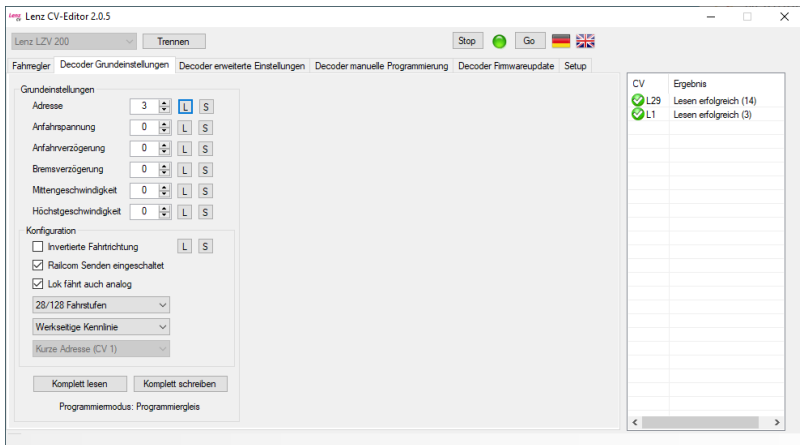 Lenz CV-Editor 2.0.5
Lenz LZV 200 Trennen Stop Go
Fahrregler Decoder Grundeinstellungen Decoder erweiterte Einstellungen Decoder manuelle Programmierung Decoder Firmwareupdate Setup
Grundeinstellungen
Adresse 3 L S
Anfahrspannung 0 L S
Anfahrverzögerung 0 L S
Bremsverzögerung 0 L S
Mittengeschwindigkeit 0 L S
Höchstgeschwindigkeit 0 L S
Konfiguration
Invertierte Fahrtrichtung L S
Railcom Senden eingeschaltet
Lok fährt auch analog
28/128 Fahrstufen
Werkseitige Kennlinie
Kurze Adresse (CV 1)
Komplett lesen Komplett schreiben
Programmiermodus: Programmiergleis
CV Ergebnis
L29 Lesen erfolgreich (14)
L1 Lesen erfolgreich (3)